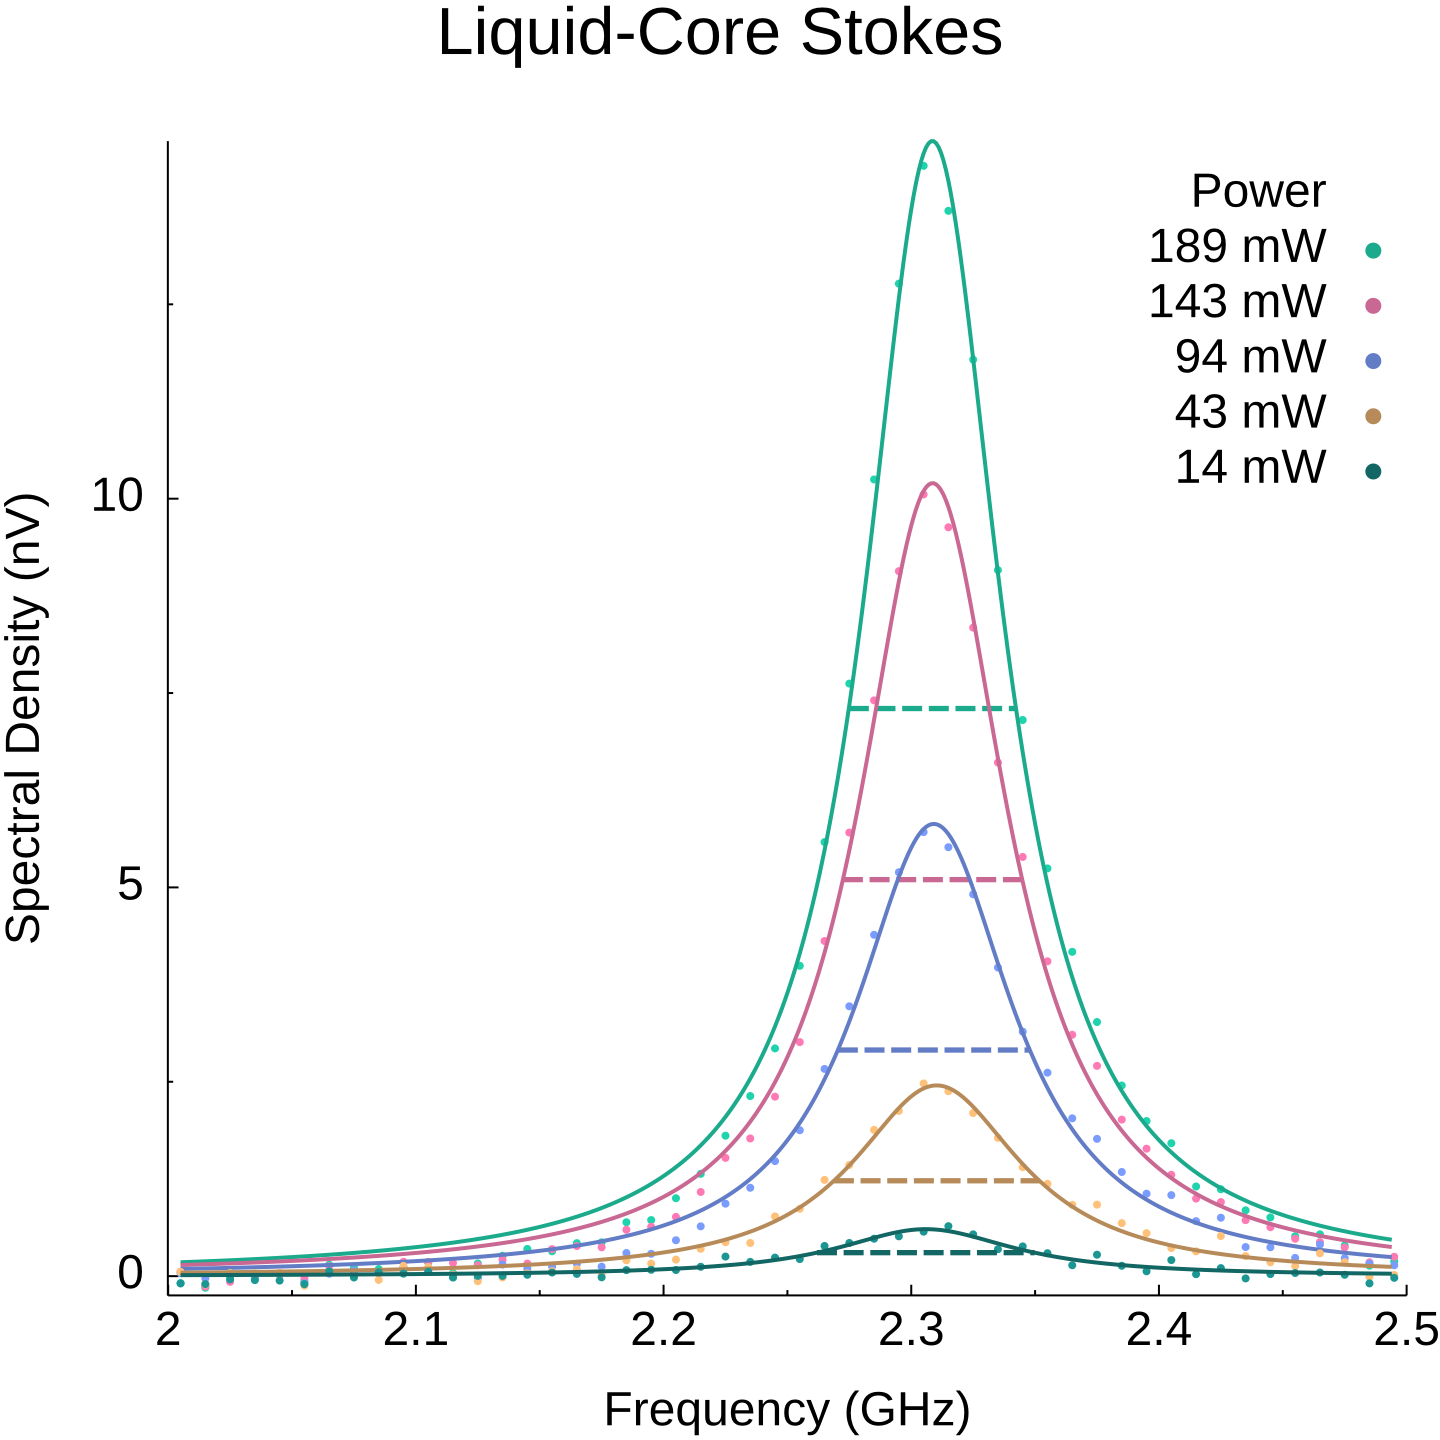 Liquid-Core Stokes
Power
189 mW
143 mW
94 mW
43 mW
14 mW
Spectral Density (nV)
10
5
0
2 2.1 2.2 2.3 2.4 2.5
Frequency (GHz)